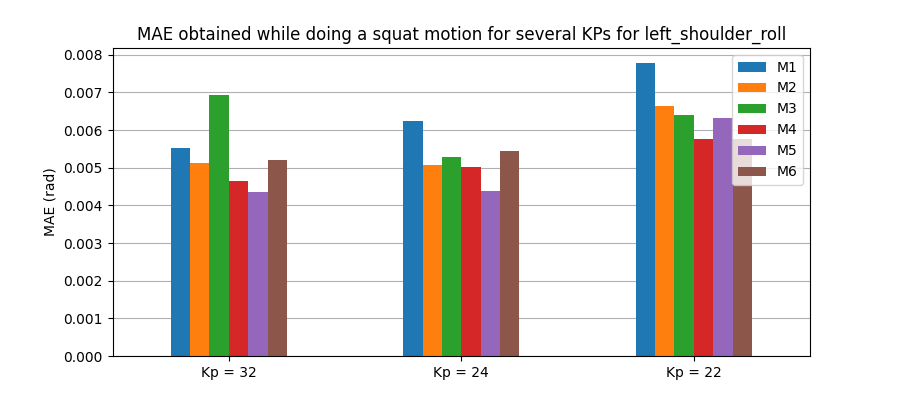 MAE obtained while doing a squat motion for several KPs for left_shoulder_roll
0.008
0.007
0.006
0.005
0.004
0.003
0.002
0.001
0.000
MAE (rad)
M1
M2
M3
M4
M5
M6
Kp = 32
Kp = 24
Kp = 22